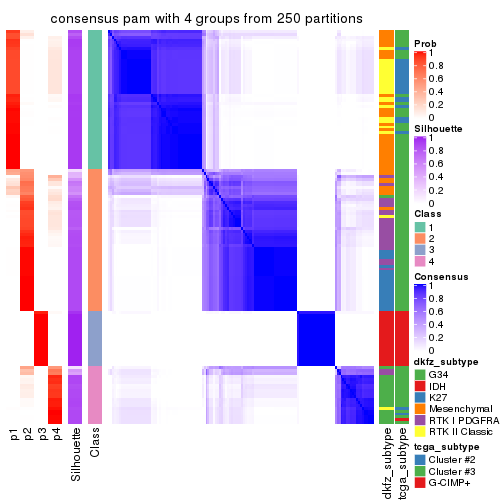 consensus pam with 4 groups from 250 partitions
Prob
1
0.8
0.6
0.4
0.2
0
Silhouette
1
0.8
0.6
0.4
0.2
0
Class
1
2
3
4
Consensus
1
0.8
0.6
0.4
0.2
0
dkfz_subtype
G34
IDH
K27
Mesenchymal
RTK I PDGFRA
RTK II Classic
tcga_subtype
Cluster #2
Cluster #3
G-CIMP+
p1
p2
p3
p4
Silhouette
Class
dkfz_subtype
tcga_subtype